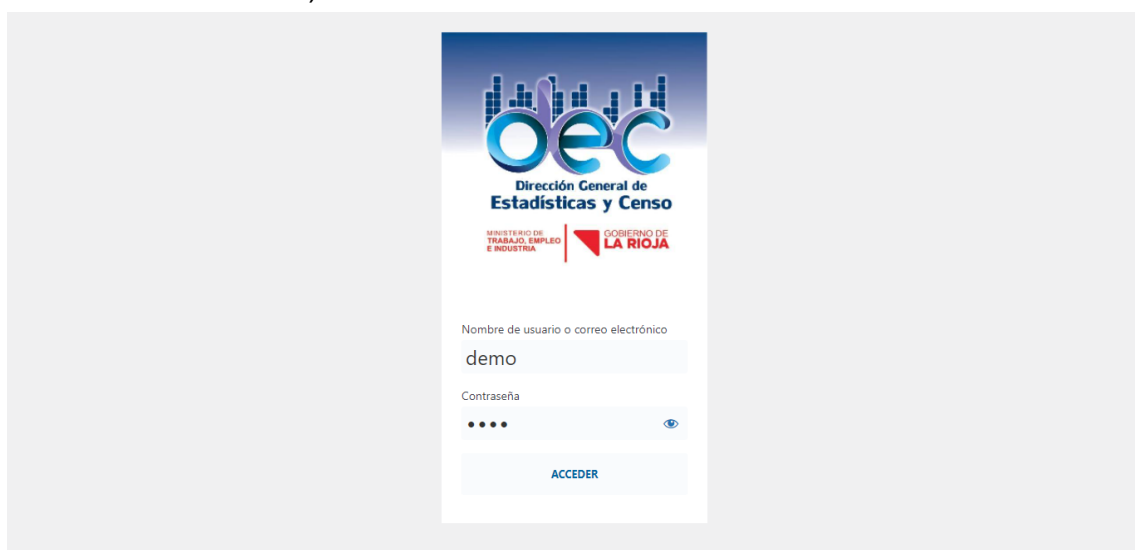 dec
Dirección General de
Estadísticas y Censo
MINISTERIO DE
TRABAJO, EMPLEO
E INDUSTRIA
GOBIERNO DE
LA RIOJA
Nombre de usuario o correo electrónico
demo
Contraseña
••••
ACCEDER